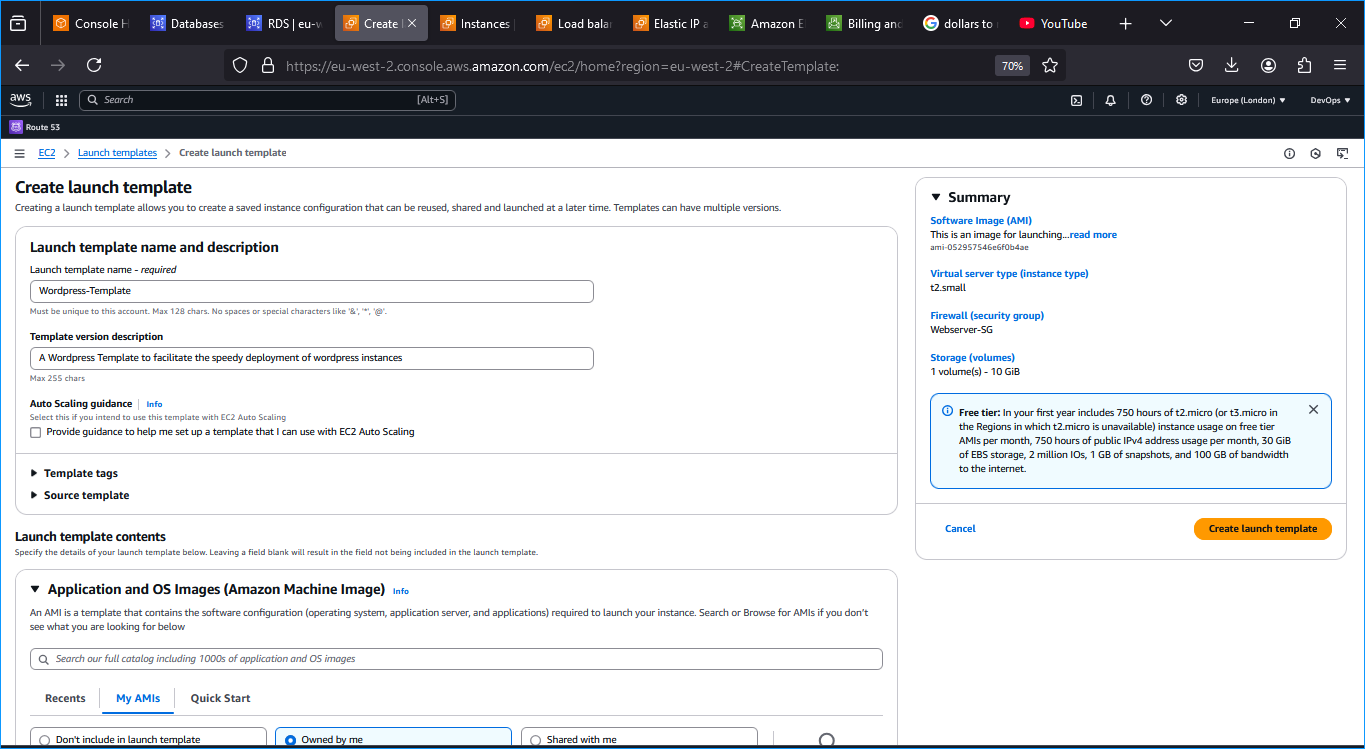 Console H
Databases
RDS | eu-w
Create
Instances
Load bala
Elastic IP a
Amazon E
Billing and
dollars to
YouTube
https://eu-west-2.console.aws.amazon.com/ec2/home?region=eu-west-2#CreateTemplate:
70%
aws
Search
[Alt+S]
Europe (London)
DevOps
Route 53
EC2
Launch templates
Create launch template
Create launch template
Creating a launch template allows you to create a saved instance configuration that can be reused, shared and launched at a later time. Templates can have multiple versions.
Launch template name and description
Launch template name - required
Wordpress-Template
Must be unique to this account. Max 128 chars. No spaces or special characters like '&', '*', '@'.
Template version description
A Wordpress Template to facilitate the speedy deployment of wordpress instances
Max 255 chars
Auto Scaling guidance | Info
Select this if you intend to use this template with EC2 Auto Scaling
Provide guidance to help me set up a template that I can use with EC2 Auto Scaling
Template tags
Source template
Launch template contents
Specify the details of your launch template below. Leaving a field blank will result in the field not being included in the launch template.
Application and OS Images (Amazon Machine Image) Info
An AMI is a template that contains the software configuration (operating system, application server, and applications) required to launch your instance. Search or Browse for AMIs if you don't
see what you are looking for below
Search our full catalog including 1000s of application and OS images
Recents
My AMIs
Quick Start
Don't include in launch template
Owned by me
Shared with me
Summary
Software Image (AMI)
This is an image for launching...read more
ami-052957546e6f0b4ae
Virtual server type (instance type)
t2.small
Firewall (security group)
Webserver-SG
Storage (volumes)
1 volume(s) - 10 GiB
Free tier: In your first year includes 750 hours of t2.micro (or t3.micro in
the Regions in which t2.micro is unavailable) instance usage on free tier
AMIs per month, 750 hours of public IPv4 address usage per month, 30 GiB
of EBS storage, 2 million IOs, 1 GB of snapshots, and 100 GB of bandwidth
to the internet.
Cancel
Create launch template